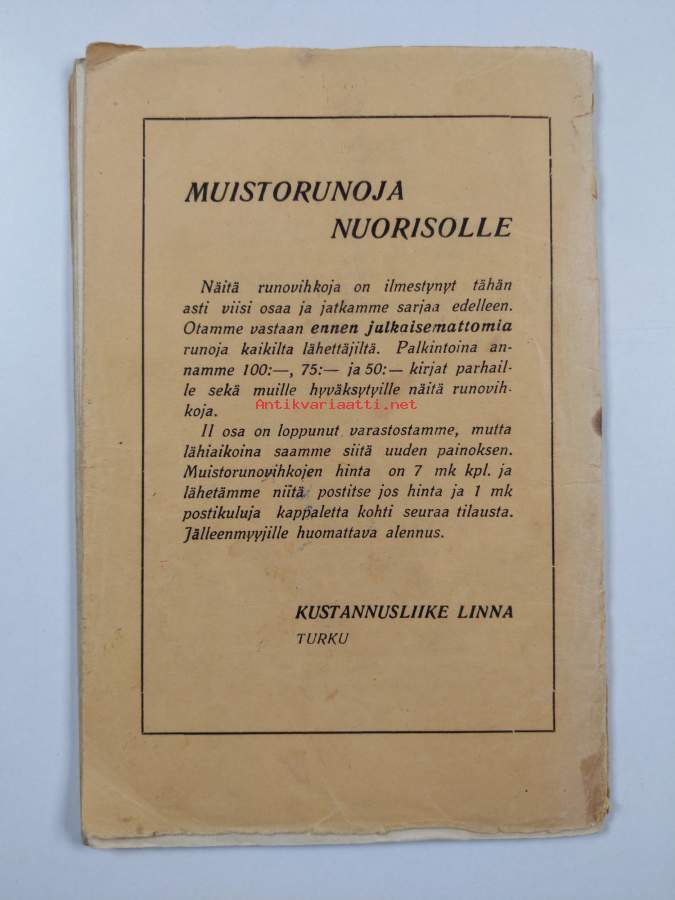 MUISTORUNOJA
NUORISOLLE
Näitä runovihkoja on ilmestynyt tähän
asti viisi osaa ja jatkamme sarjaa edelleen.
Otamme vastaan ennen julkaisemattomia
runoja kaikilta lähettäjiltä. Palkintoina an-
namme 100:—, 75:— ja 50:— kirjat parhail-
le sekä muille hyväksytyille näitä runovih-
koja.
Antikvariaatti.net
II osa on loppunut varastostamme, mutta
lähiaikoina saamme siitä uuden painoksen.
Muistorunovihkojen hinta on 7 mk kpl. ja
lähetämme niitä postitse jos hinta ja 1 mk
postikuluja kappaletta kohti seuraa tilausta.
Jälleenmyyjille huomattava alennus.
KUSTANNUSLIIKE LINNA
TURKU